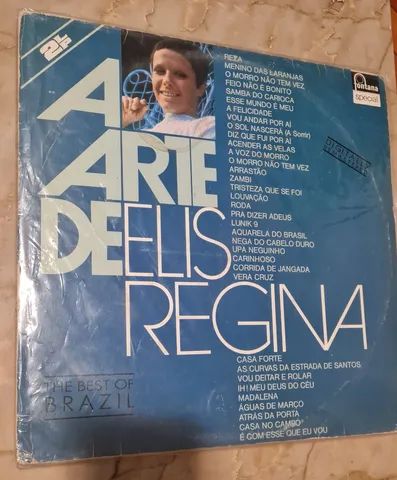 2LP
fontana
special
A
ARTE
DE ELIS
REGINA
REZA
MENINO DAS LARANJAS
O MORRO NÃO TEM VEZ
FEIO NÃO É BONITO
SAMBA DO CARIOCA
ESSE MUNDO É MEU
A FELICIDADE
VOU ANDAR POR AÍ
O SOL NASCERÁ (A Sorrir)
DIZ QUE FUI POR AÍ
ACENDER AS VELAS
A VOZ DO MORRO
O MORRO NÃO TEM VEZ
ARRASTÃO
ZAMBI
TRISTEZA QUE SE FOI
LOUVAÇÃO
RODA
PRA DIZER ADEUS
LUNIK 9
AQUARELA DO BRASIL
NEGA DO CABELO DURO
UPA NEGUINHO
CARINHOSO
CORRIDA DE JANGADA
VERA CRUZ
CASA FORTE
AS CURVAS DA ESTRADA DE SANTOS
VOU DEITAR E ROLAR
IH! MEU DEUS DO CÉU
MADALENA
ÁGUAS DE MARÇO
ATRÁS DA PORTA
CASA NO CAMPO
É COM ESSE QUE EU VOU
THE BEST OF
BRAZIL